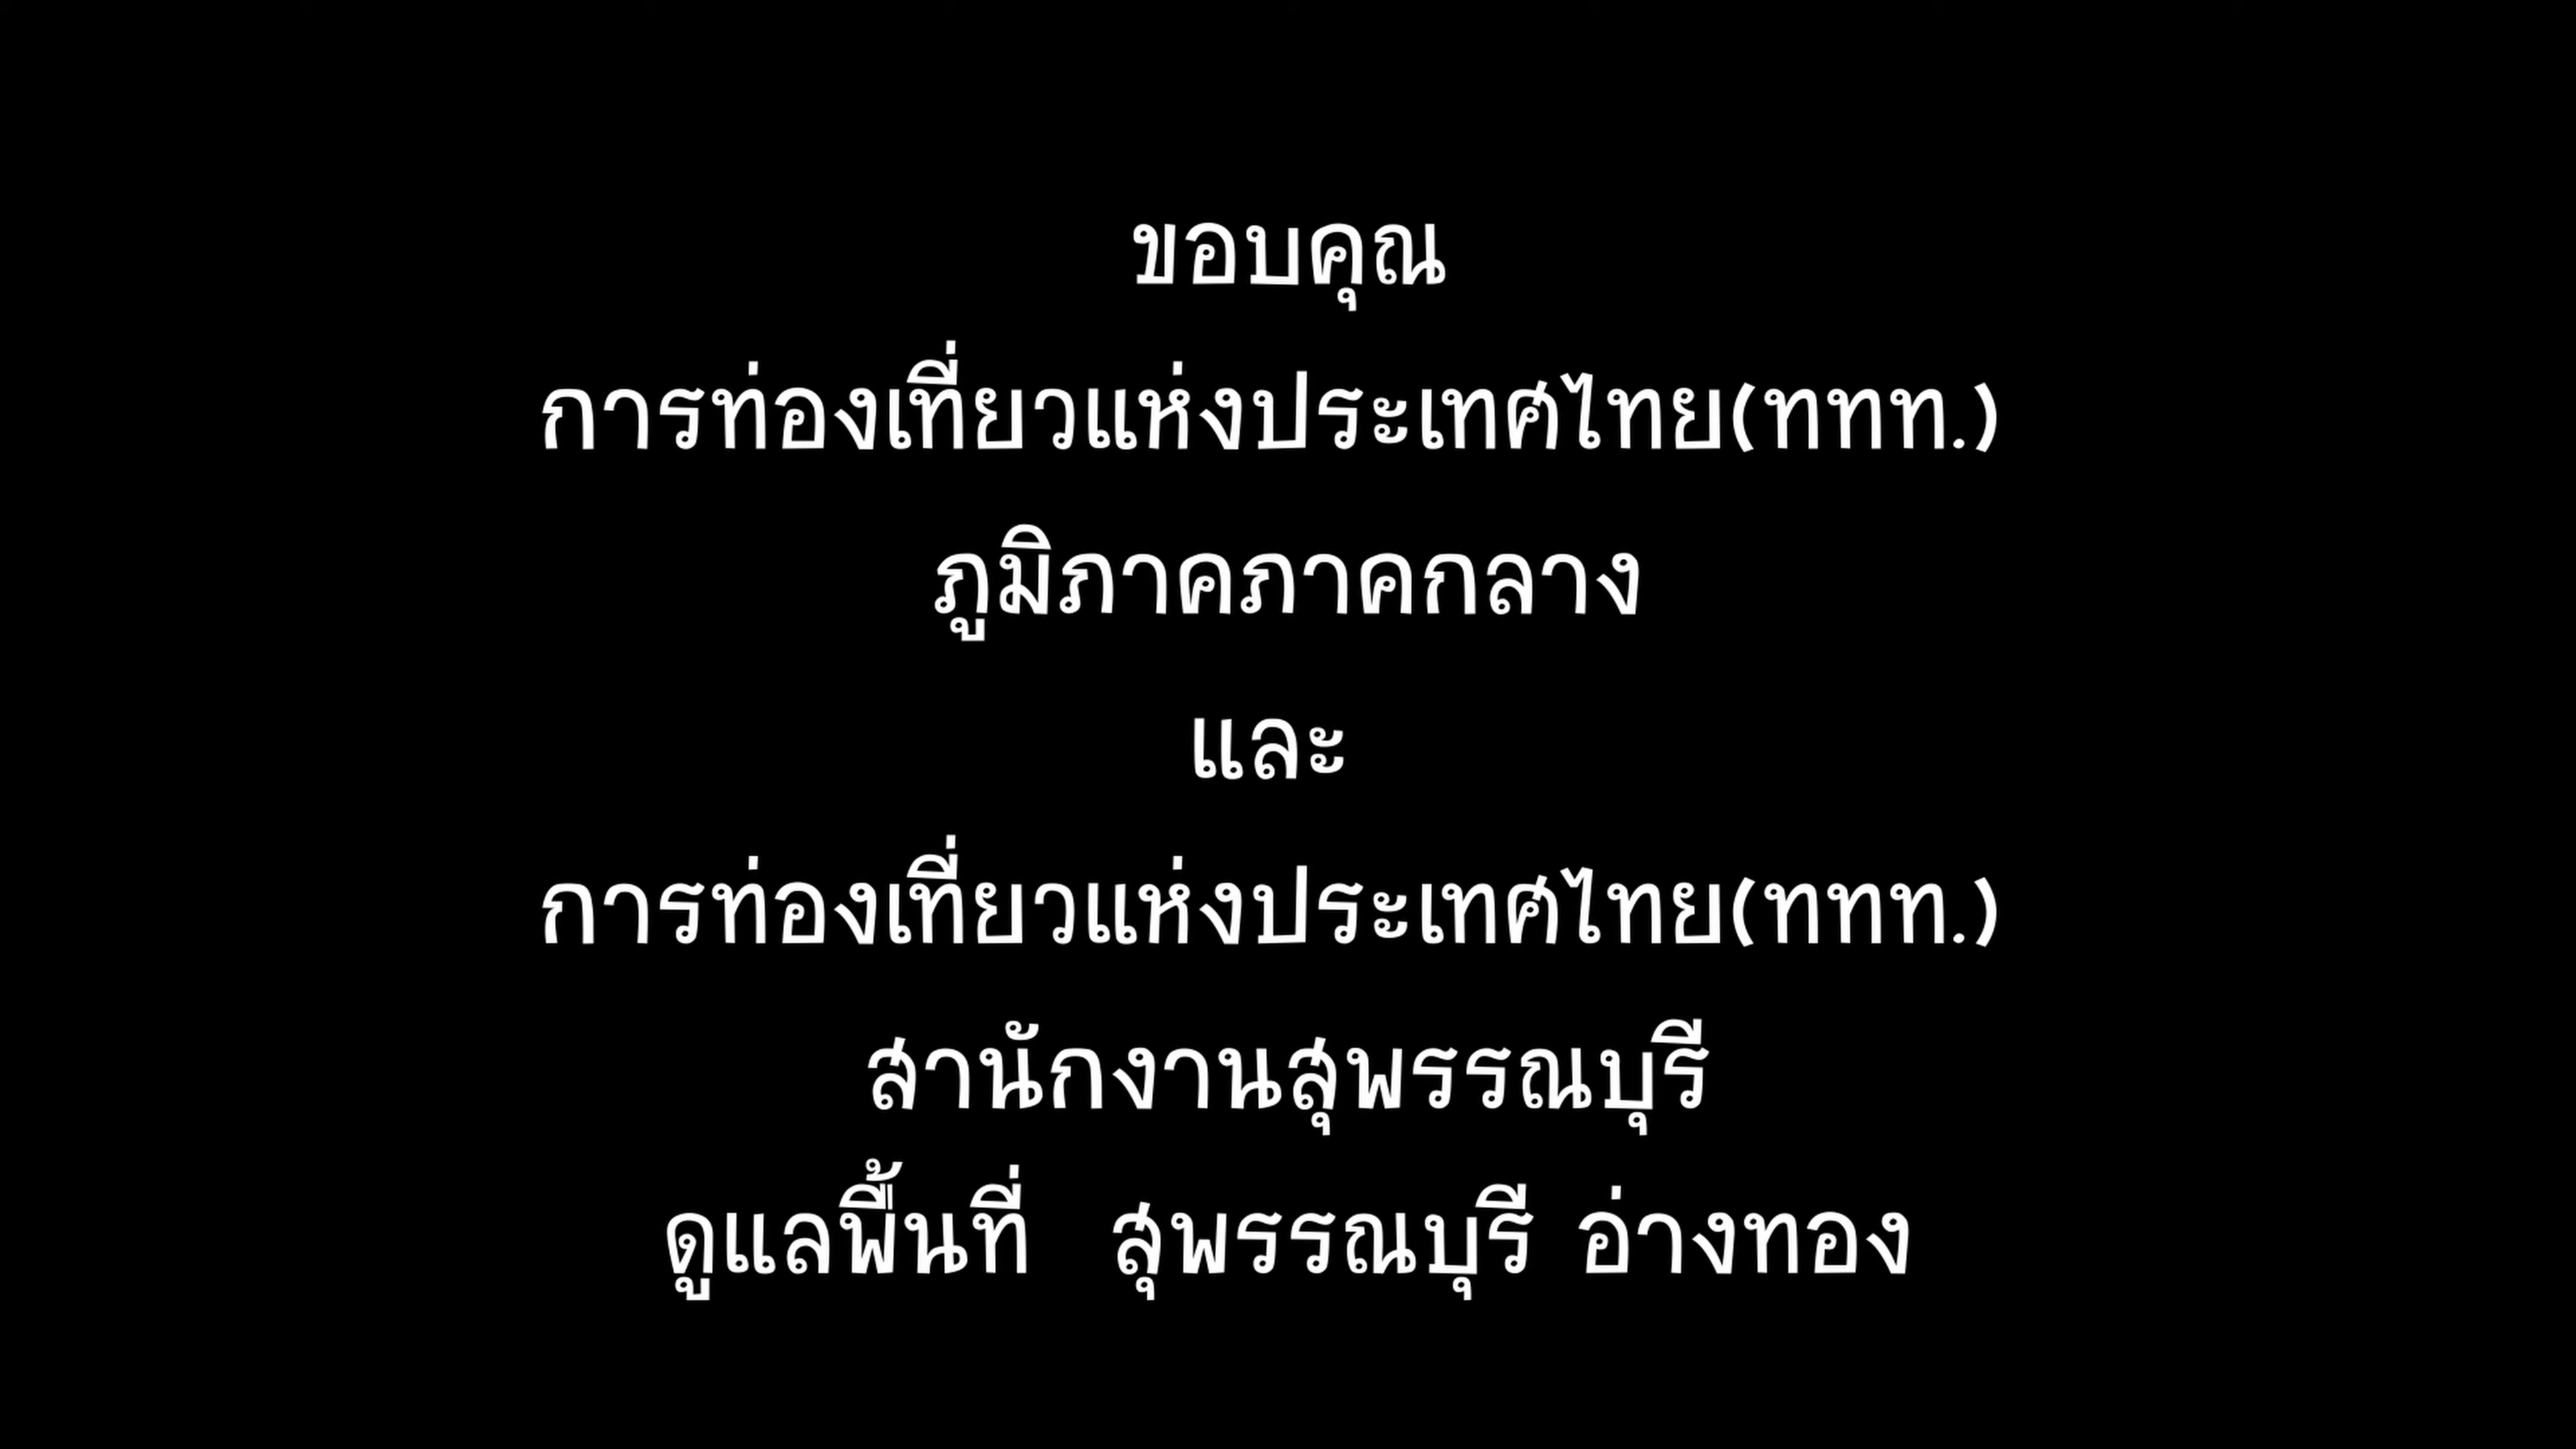 ขอบคุณ
การท่องเที่ยวแห่งประเทศไทย(ททท.)
ภูมิภาคภาคกลาง
และ
การท่องเที่ยวแห่งประเทศไทย(ททท.)
สานักงานสุพรรณบุรี
ดูแลพื้นที่ สุพรรณบุรี อ่างทอง